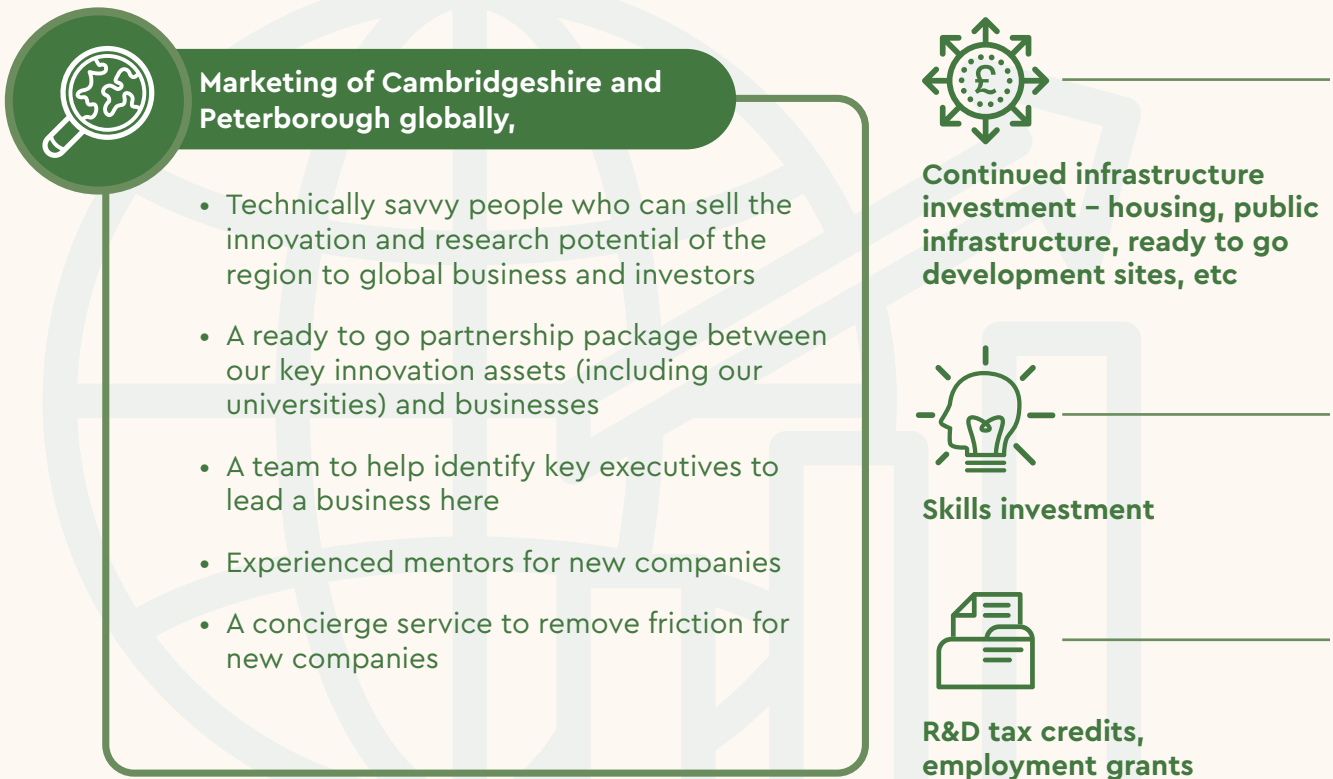 Marketing of Cambridgeshire and
Peterborough globally,
• Technically savvy people who can sell the
innovation and research potential of the
region to global business and investors
• A ready to go partnership package between
our key innovation assets (including our
universities) and businesses
• A team to help identify key executives to
lead a business here
• Experienced mentors for new companies
• A concierge service to remove friction for
new companies
£
Continued infrastructure
investment – housing, public
infrastructure, ready to go
development sites, etc
Skills investment
R&D tax credits,
employment grants